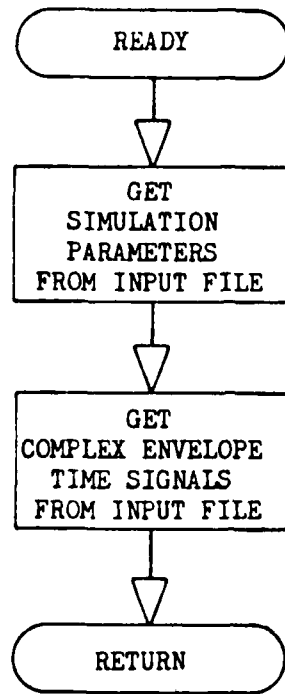 READY
GET
SIMULATION
PARAMETERS
FROM INPUT FILE
GET
COMPLEX ENVELOPE
TIME SIGNALS
FROM INPUT FILE
RETURN